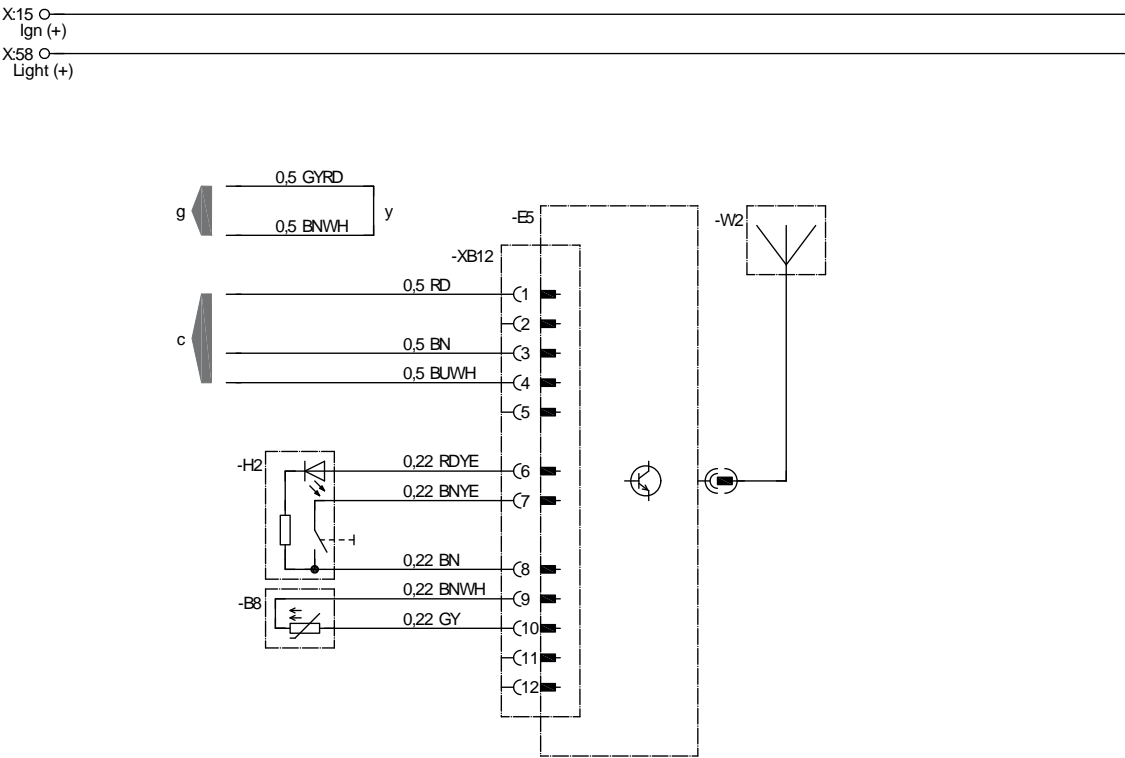 X:15
Ign (+)
X:58
Light (+)
0,5 GYRD
g
y
0,5 BNWH
-E5
-W2
-XB12
0,5 RD
1
2
c
0,5 BN
3
0,5 BUWH
4
5
-H2
0,22 RDYE
6
0,22 BNYE
7
0,22 BN
8
0,22 BNWH
9
-B8
0,22 GY
10
11
12